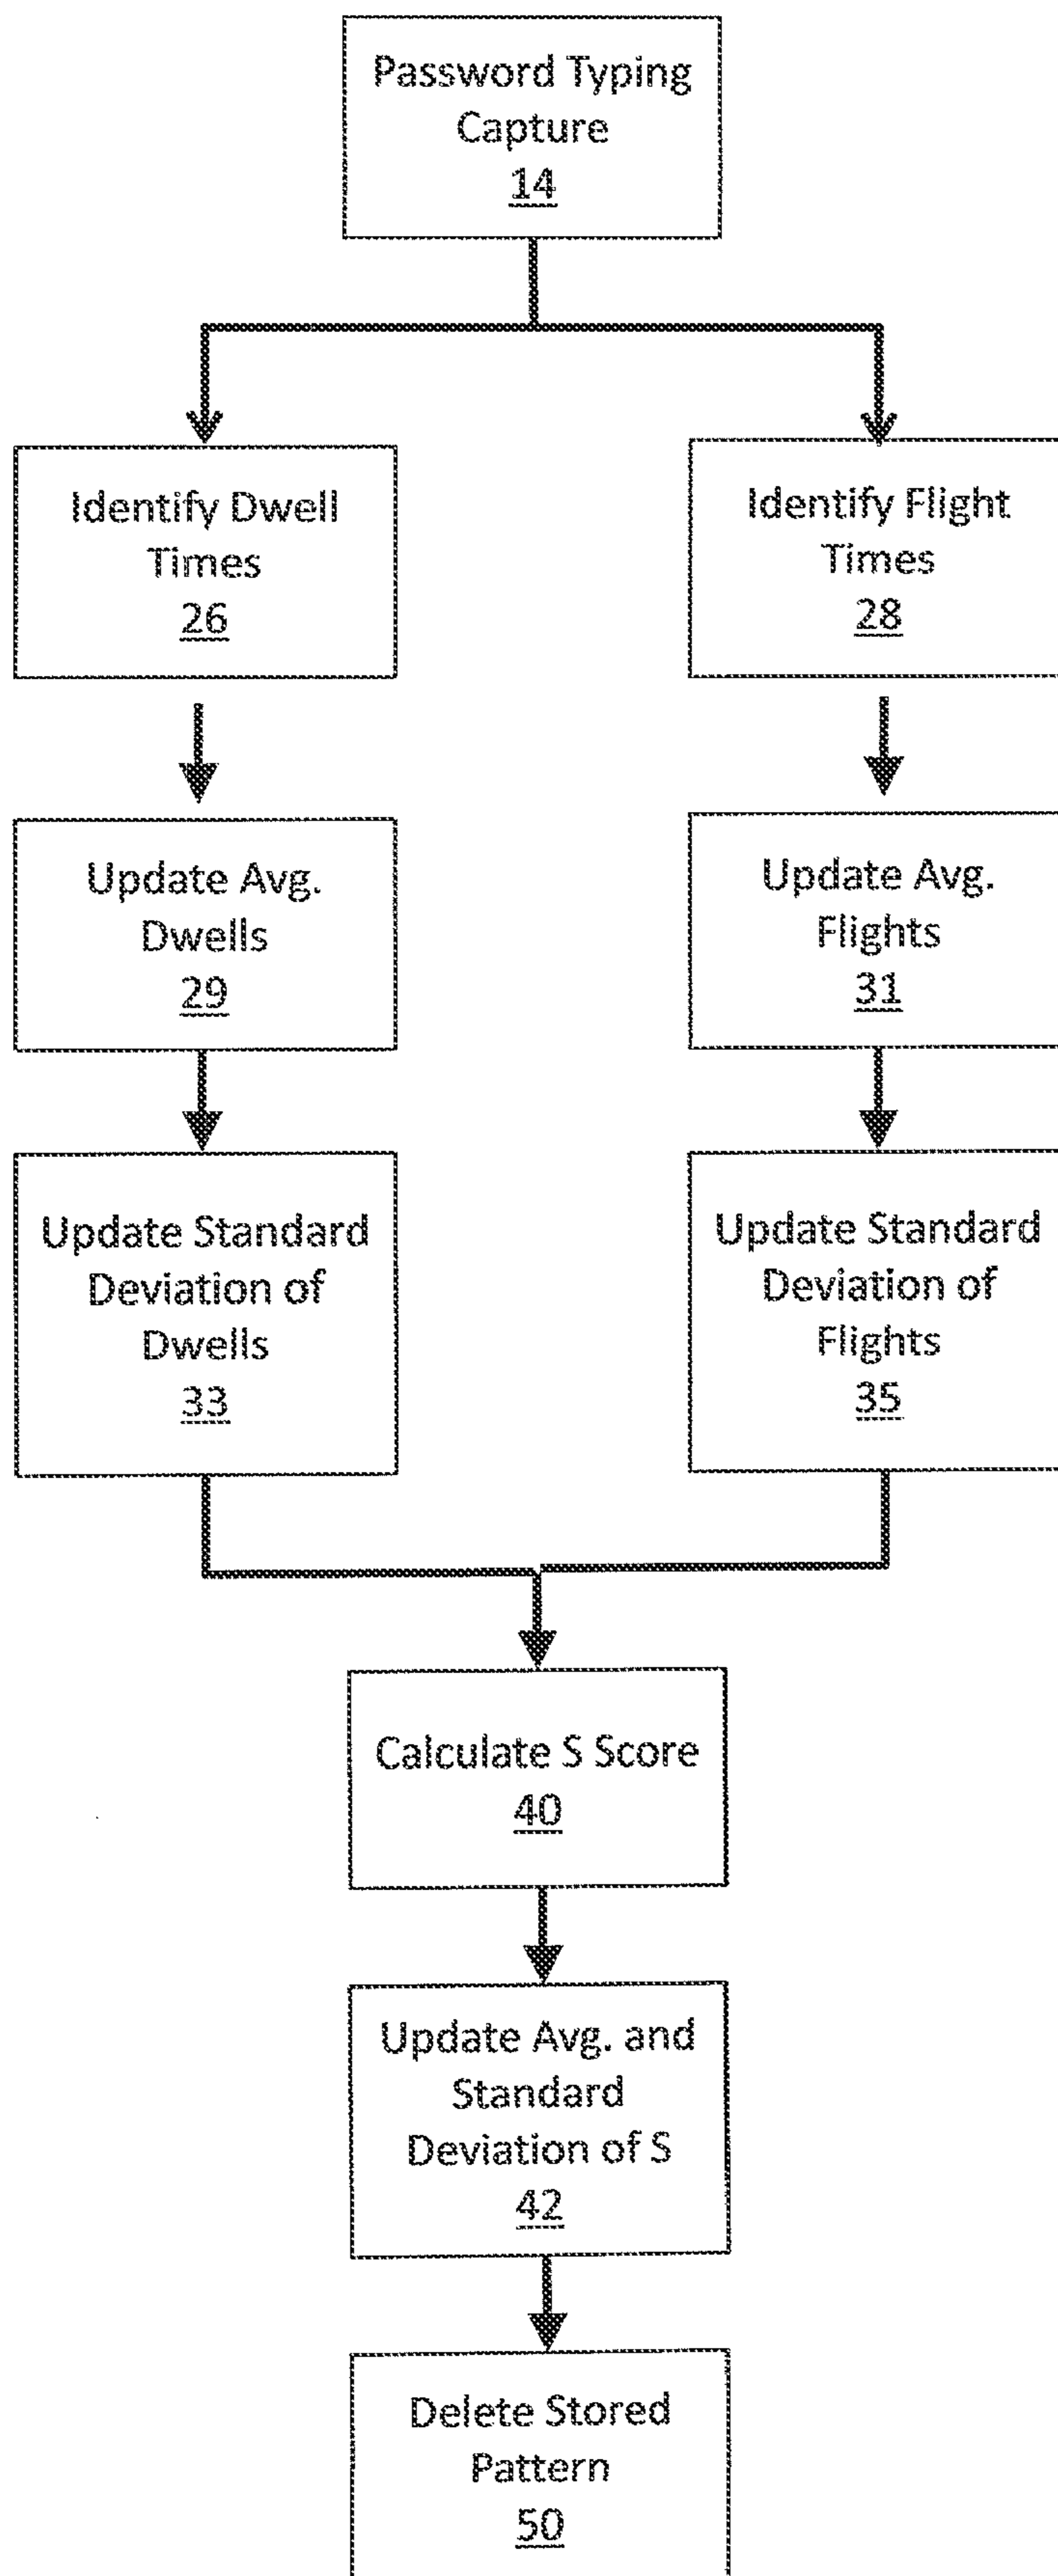 Password Typing
Capture
14
Identify Dwell
Times
26
Identify Flight
Times
28
Update Avg.
Dwells
29
Update Avg.
Flights
31
Update Standard
Deviation of
Dwells
33
Update Standard
Deviation of
Flights
35
Calculate S Score
40
Update Avg. and
Standard
Deviation of S
42
Delete Stored
Pattern
50